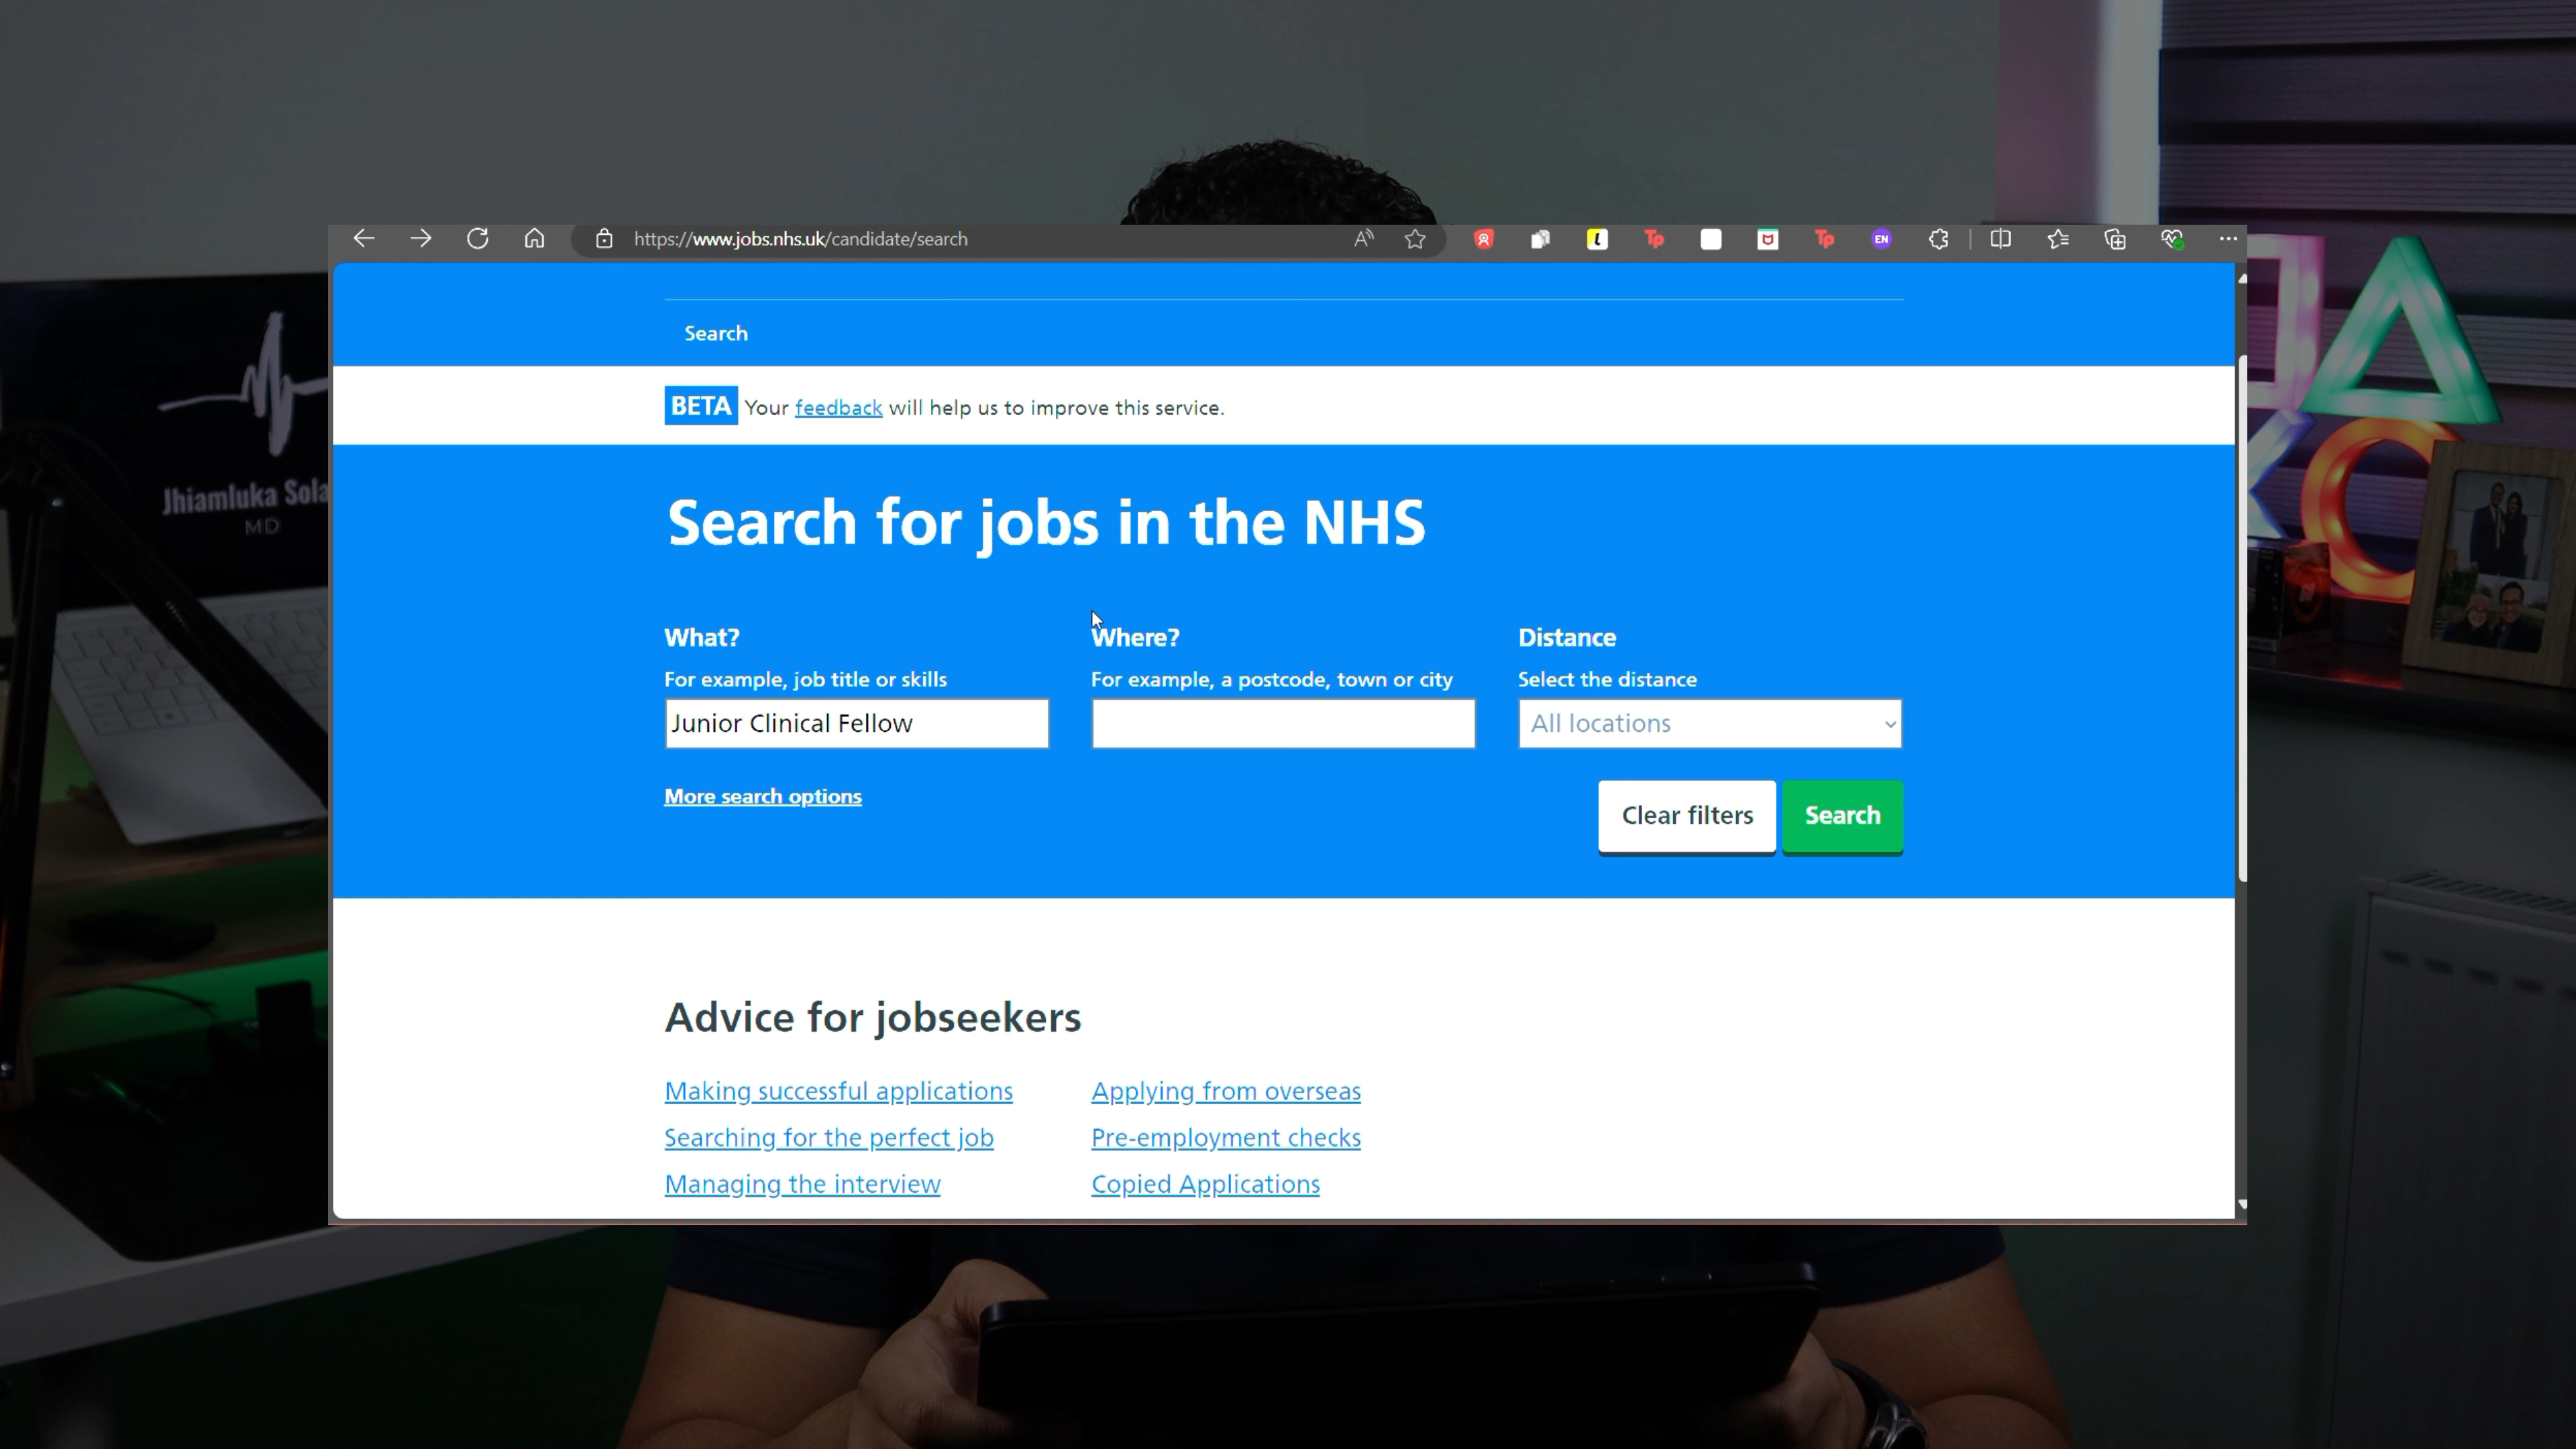 https://www.jobs.nhs.uk/candidate/search
EN
Search
BETA Your feedback will help us to improve this service.
Jhiamluka Sola
MD
Search for jobs in the NHS
What?
Where?
Distance
For example, job title or skills
For example, a postcode, town or city
Select the distance
Junior Clinical Fellow
All locations
More search options
Clear filters
Search
Advice for jobseekers
Making successful applications
Applying from overseas
Searching for the perfect job
Pre-employment checks
Managing the interview
Copied Applications